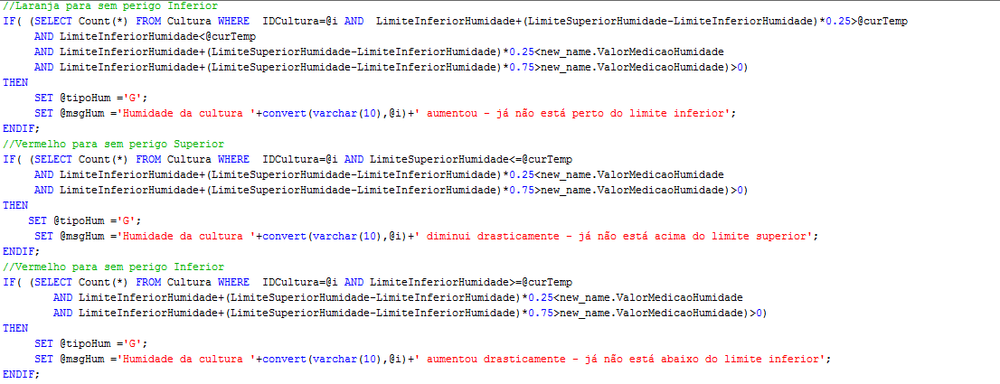 //Laranja para sem perigo Inferior
IF( (SELECT Count(*) FROM Cultura WHERE  IDCultura=@i AND  LimiteInferiorHumidade+(LimiteSuperiorHumidade-LimiteInferiorHumidade)*0.25>@curTemp
     AND LimiteInferiorHumidade<@curTemp
     AND LimiteInferiorHumidade+(LimiteSuperiorHumidade-LimiteInferiorHumidade)*0.25<new_name.ValorMedicaoHumidade
     AND LimiteInferiorHumidade+(LimiteSuperiorHumidade-LimiteInferiorHumidade)*0.75>new_name.ValorMedicaoHumidade)>0)
THEN
     SET @tipoHum ='G';
     SET @msgHum ='Humidade da cultura '+convert(varchar(10),@i)+' aumentou - já não está perto do limite inferior';
ENDIF;
//Vermelho para sem perigo Superior
IF( (SELECT Count(*) FROM Cultura WHERE  IDCultura=@i AND LimiteSuperiorHumidade<=@curTemp
     AND LimiteInferiorHumidade+(LimiteSuperiorHumidade-LimiteInferiorHumidade)*0.25<new_name.ValorMedicaoHumidade
     AND LimiteInferiorHumidade+(LimiteSuperiorHumidade-LimiteInferiorHumidade)*0.75>new_name.ValorMedicaoHumidade)>0)
THEN
    SET @tipoHum ='G';
     SET @msgHum ='Humidade da cultura '+convert(varchar(10),@i)+' diminui drasticamente - já não está acima do limite superior';
ENDIF;
//Vermelho para sem perigo Inferior
IF( (SELECT Count(*) FROM Cultura WHERE  IDCultura=@i AND LimiteInferiorHumidade>=@curTemp
        AND LimiteInferiorHumidade+(LimiteSuperiorHumidade-LimiteInferiorHumidade)*0.25<new_name.ValorMedicaoHumidade
        AND LimiteInferiorHumidade+(LimiteSuperiorHumidade-LimiteInferiorHumidade)*0.75>new_name.ValorMedicaoHumidade)>0)
THEN
     SET @tipoHum ='G';
     SET @msgHum ='Humidade da cultura '+convert(varchar(10),@i)+' aumentou drasticamente - já não está abaixo do limite inferior';
ENDIF;